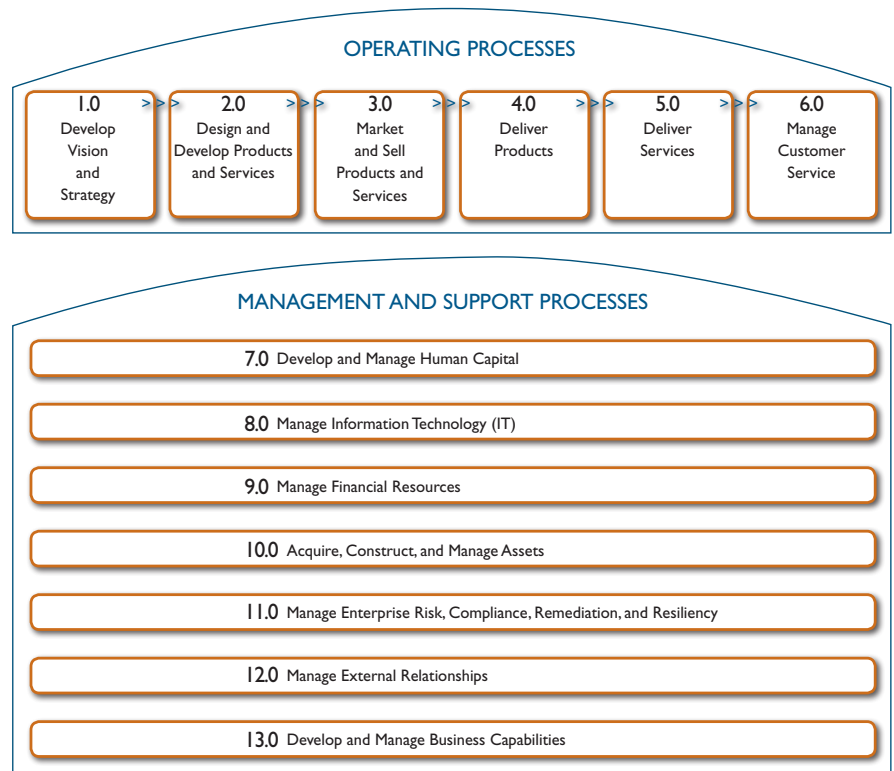 OPERATING PROCESSES
1.0 >>> 2.0 >>> 3.0 >>> 4.0 >>> 5.0 >>> 6.0
Develop
Vision
and
Strategy
Design and
Develop Products
and Services
Market
and Sell
Products and
Services
Deliver
Products
Deliver
Services
Manage
Customer
Service
MANAGEMENT AND SUPPORT PROCESSES
7.0 Develop and Manage Human Capital
8.0 Manage Information Technology (IT)
9.0 Manage Financial Resources
10.0 Acquire, Construct, and Manage Assets
11.0 Manage Enterprise Risk, Compliance, Remediation, and Resiliency
12.0 Manage External Relationships
13.0 Develop and Manage Business Capabilities